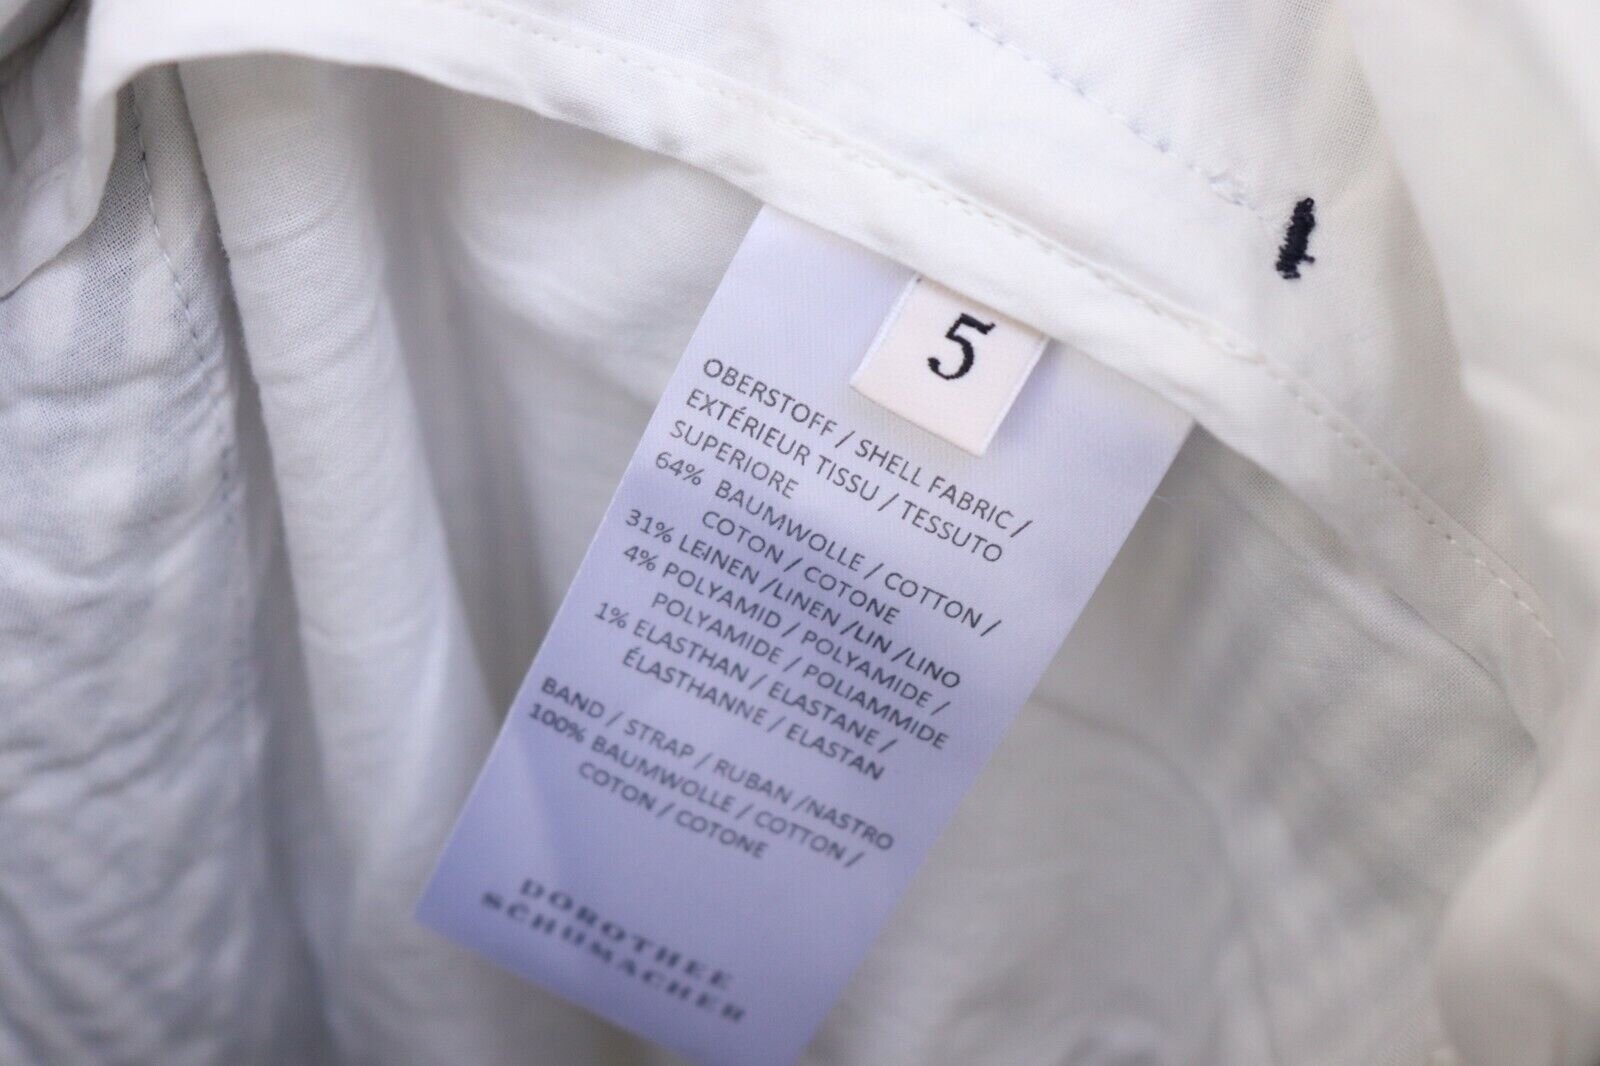 5
OBERSTOFF / SHELL FABRIC /
EXTÉRIEUR TISSU / TESSUTO
SUPERIORE
64% BAUMWOLLE / COTTON /
COTON / COTONE
31% LEINEN /LINEN /LIN /LINO
4% POLYAMID / POLYAMIDE /
POLYAMIDE / POLIAMMIDE
1% ELASTHAN / ELASTANE /
ÉLASTHANNE / ELASTAN
BAND / STRAP / RUBAN /NASTRO
100% BAUMWOLLE / COTTON /
COTON / COTONE
DOROTHEE
SCHUMACHER